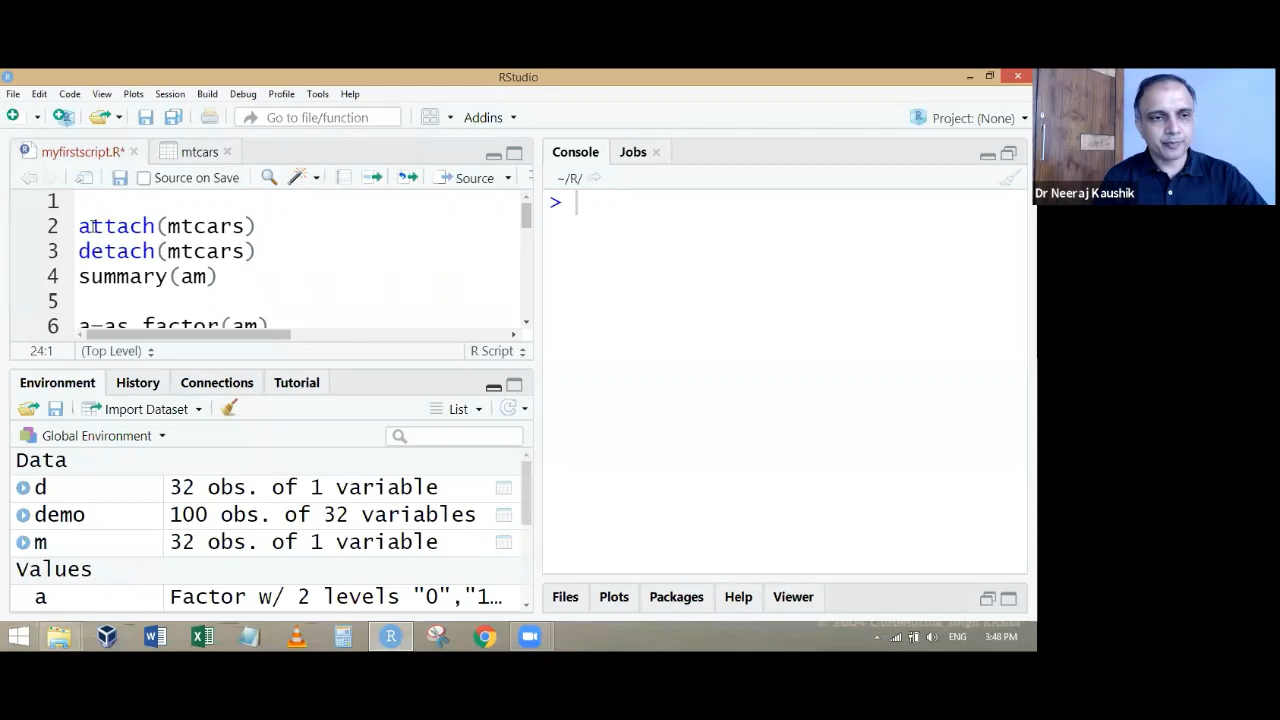 RStudio
File Edit Code View Plots Session Build Debug Profile Tools Help
Go to file/function Addins Project: (None)
myfirstscript.R* mtcars
Source on Save Source
1
2 attach(mtcars)
3 detach(mtcars)
4 summary(am)
5
6 a=as.factor(am)
24:1 (Top Level) R Script
Environment History Connections Tutorial
Import Dataset List
Global Environment
Data
d 32 obs. of 1 variable
demo 100 obs. of 32 variables
m 32 obs. of 1 variable
Values
a Factor w/ 2 levels "0","1...
Console Jobs
~/R/
>
Files Plots Packages Help Viewer
Dr Neeraj Kaushik
ENG 3:48 PM